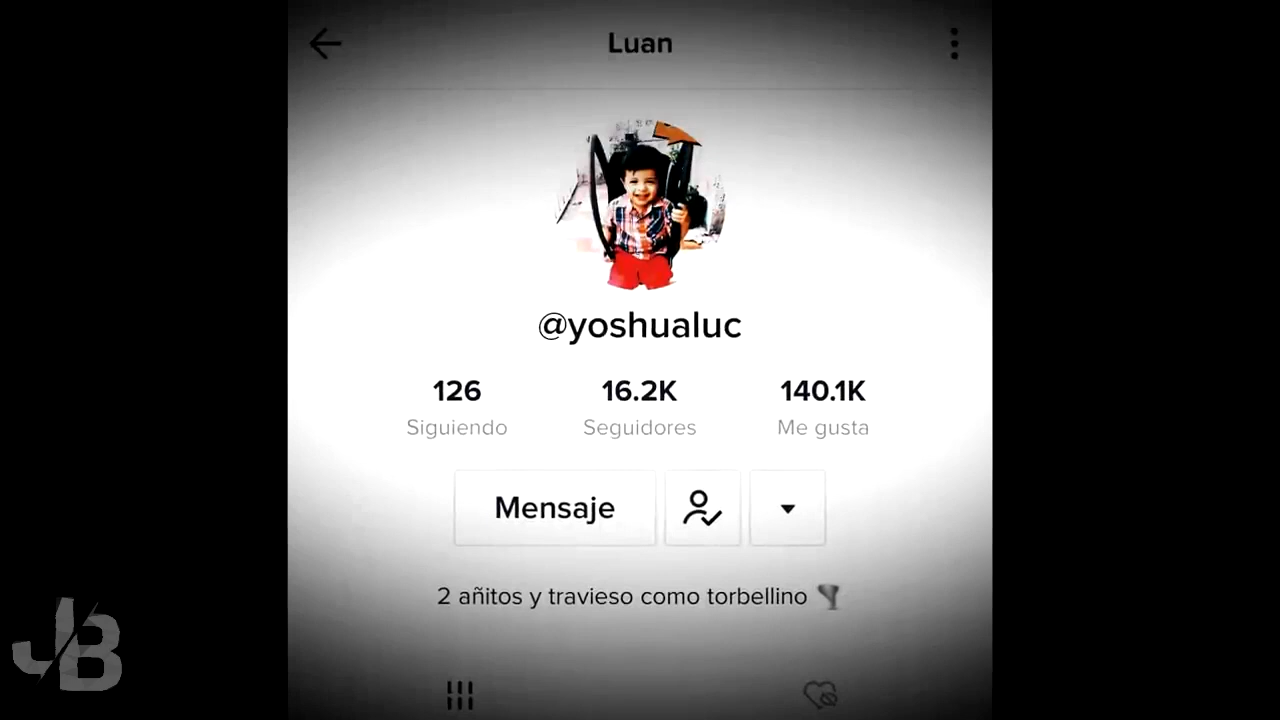 Luan
@yoshualuc
126 16.2K 140.1K
Siguiendo Seguidores Me gusta
Mensaje
2 añitos y travieso como torbellino
JB